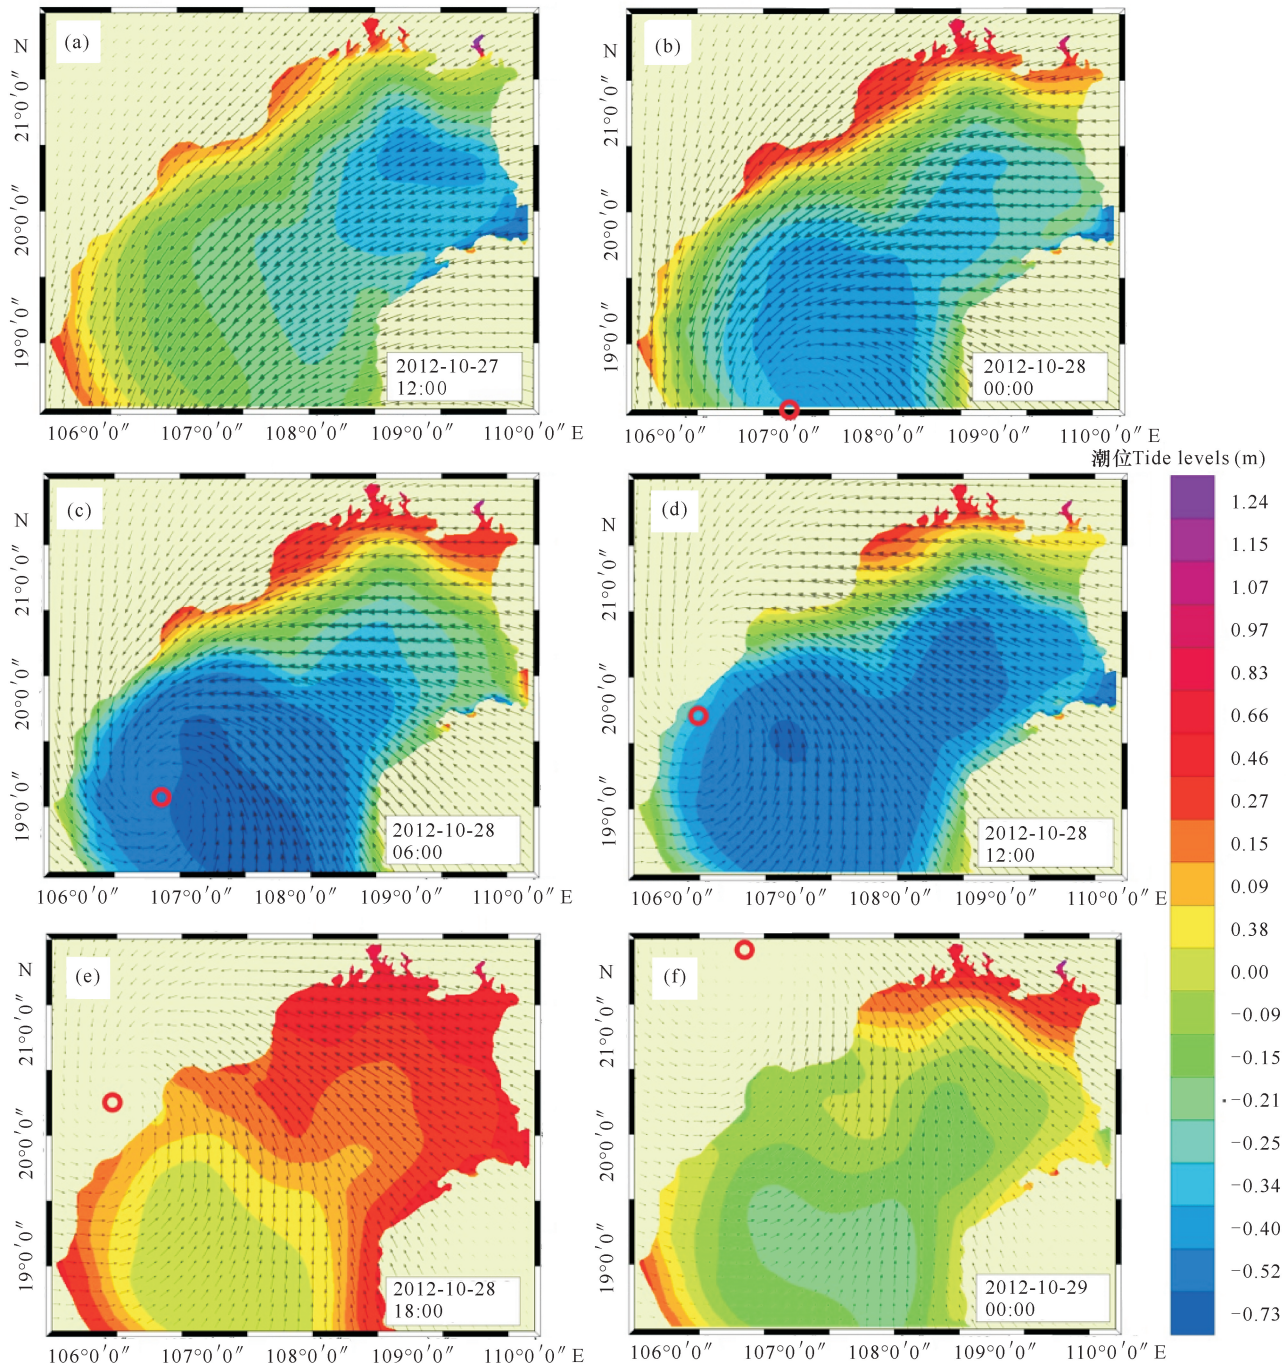 (a)
N
21°0′0″
20°0′0″
19°0′0″
2012-10-27
12:00
106°0′0″ 107°0′0″ 108°0′0″ 109°0′0″ 110°0′0″ E
(b)
N
21°0′0″
20°0′0″
19°0′0″
2012-10-28
00:00
106°0′0″ 107°0′0″ 108°0′0″ 109°0′0″ 110°0′0″ E
(c)
N
21°0′0″
20°0′0″
19°0′0″
2012-10-28
06:00
106°0′0″ 107°0′0″ 108°0′0″ 109°0′0″ 110°0′0″ E
(d)
N
21°0′0″
20°0′0″
19°0′0″
2012-10-28
12:00
106°0′0″ 107°0′0″ 108°0′0″ 109°0′0″ 110°0′0″ E
(e)
N
21°0′0″
20°0′0″
19°0′0″
2012-10-28
18:00
106°0′0″ 107°0′0″ 108°0′0″ 109°0′0″ 110°0′0″ E
(f)
N
21°0′0″
20°0′0″
19°0′0″
2012-10-29
00:00
106°0′0″ 107°0′0″ 108°0′0″ 109°0′0″ 110°0′0″ E
潮位Tide levels (m)
1.24
1.15
1.07
0.97
0.83
0.66
0.46
0.27
0.15
0.09
0.38
0.00
-0.09
-0.15
-0.21
-0.25
-0.34
-0.40
-0.52
-0.73